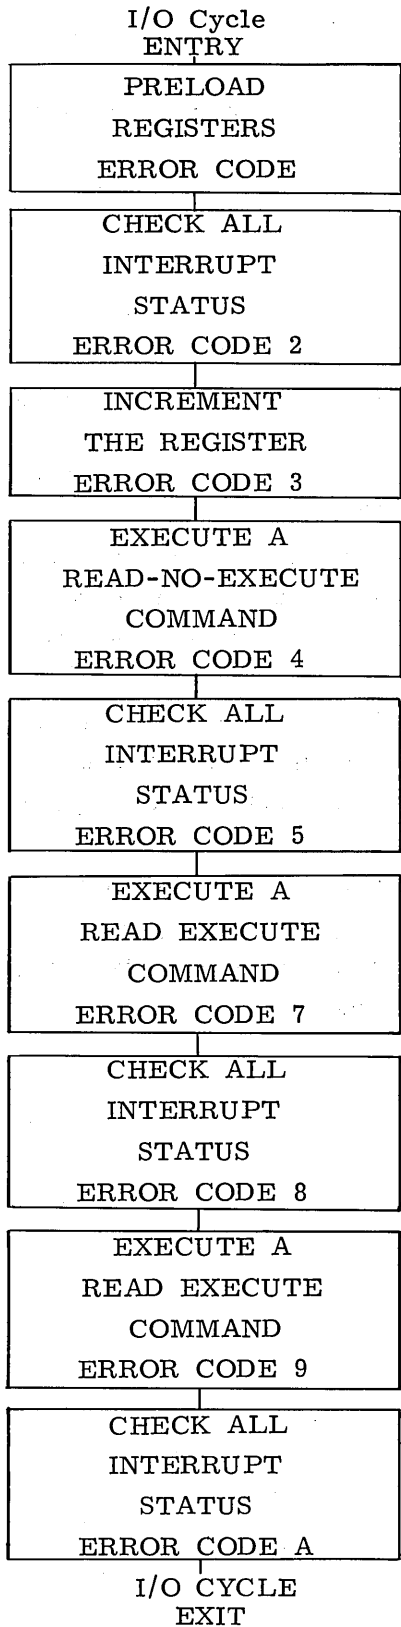 I/O Cycle
ENTRY
PRELOAD
REGISTERS
ERROR CODE
CHECK ALL
INTERRUPT
STATUS
ERROR CODE 2
INCREMENT
THE REGISTER
ERROR CODE 3
EXECUTE A
READ-NO-EXECUTE
COMMAND
ERROR CODE 4
CHECK ALL
INTERRUPT
STATUS
ERROR CODE 5
EXECUTE A
READ EXECUTE
COMMAND
ERROR CODE 7
CHECK ALL
INTERRUPT
STATUS
ERROR CODE 8
EXECUTE A
READ EXECUTE
COMMAND
ERROR CODE 9
CHECK ALL
INTERRUPT
STATUS
ERROR CODE A
I/O CYCLE
EXIT